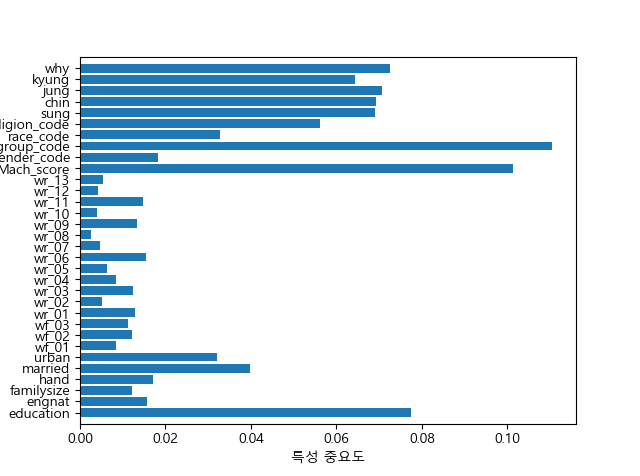 why
kyung
jung
chin
sung
ligion_code
race_code
group_code
ender_code
Mach_score
wr_13
wr_12
wr_11
wr_10
wr_09
wr_08
wr_07
wr_06
wr_05
wr_04
wr_03
wr_02
wr_01
wf_03
wf_02
wf_01
urban
married
hand
familysize
engnat
education
0.00 0.02 0.04 0.06 0.08 0.10
특성 중요도